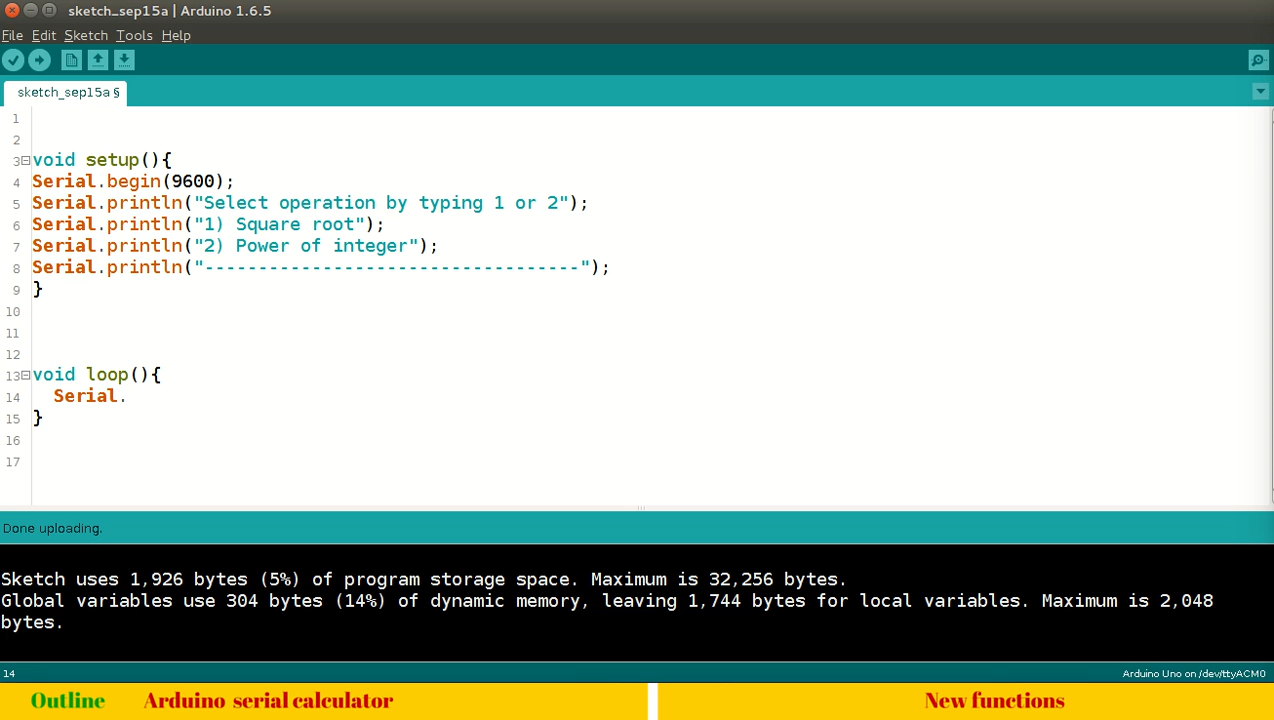 sketch_sep15a | Arduino 1.6.5
File Edit Sketch Tools Help
sketch_sep15a §
1
2
3 void setup(){
4 Serial.begin(9600);
5 Serial.println("Select operation by typing 1 or 2");
6 Serial.println("1) Square root");
7 Serial.println("2) Power of integer");
8 Serial.println("-----------------------------------");
9 }
10
11
12
13 void loop(){
14 Serial.
15 }
16
17
Done uploading.
Sketch uses 1,926 bytes (5%) of program storage space. Maximum is 32,256 bytes.
Global variables use 304 bytes (14%) of dynamic memory, leaving 1,744 bytes for local variables. Maximum is 2,048
bytes.
14 Arduino Uno on /dev/ttyACM0
Outline Arduino serial calculator New functions